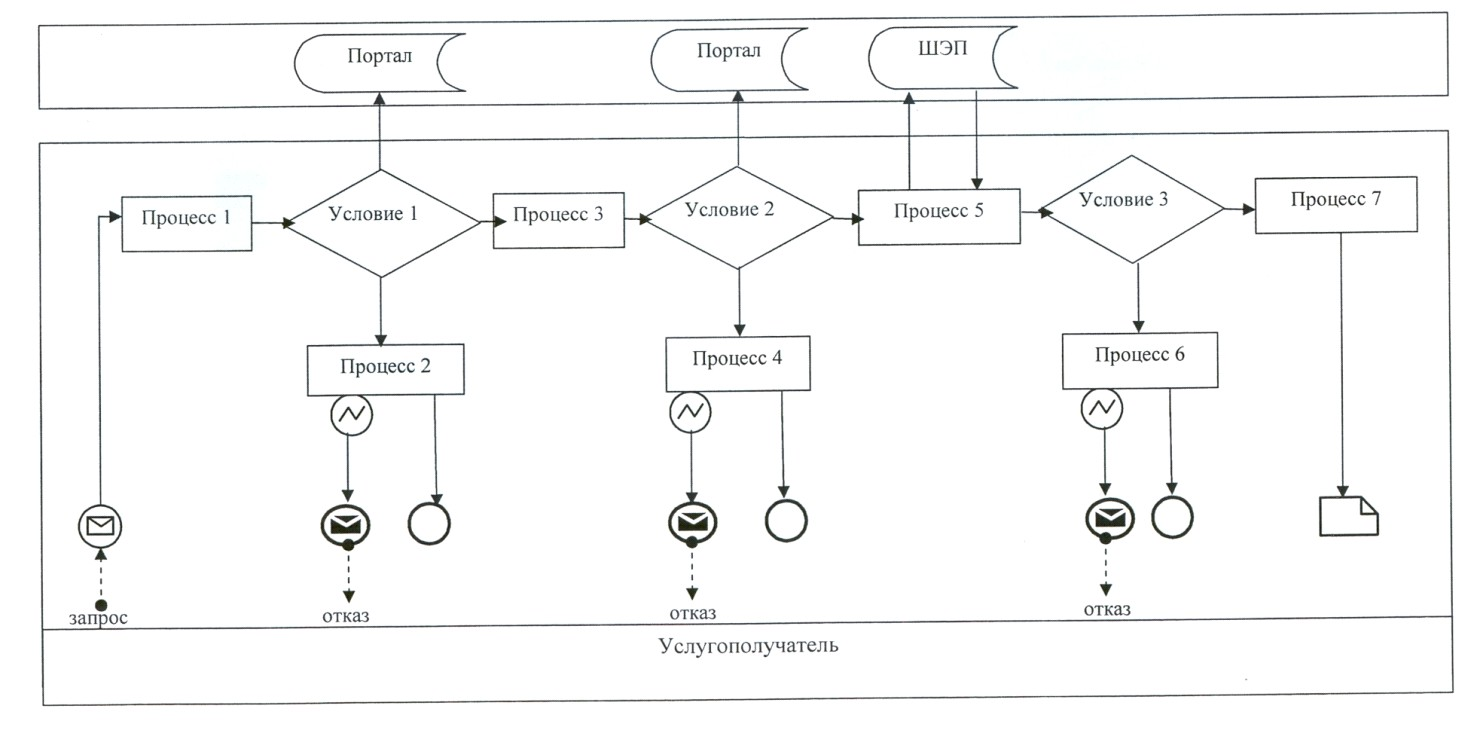 Портал
Портал
ШЭП
Процесс 1
Условие 1
Процесс 3
Условие 2
Процесс 5
Условие 3
Процесс 7
Процесс 2
Процесс 4
Процесс 6
запрос
отказ
отказ
отказ
Услугополучатель